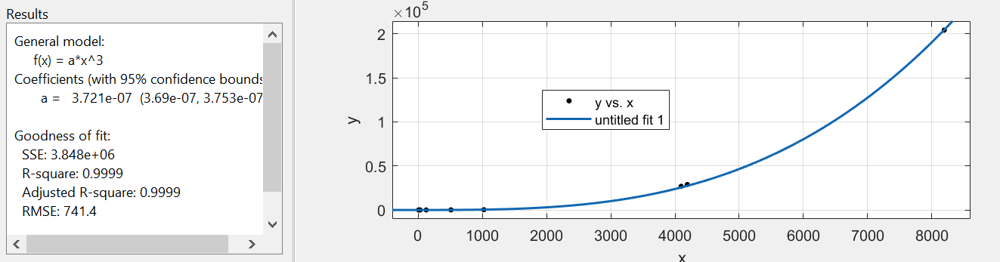 Results
General model:
f(x) = a*x^3
Coefficients (with 95% confidence bounds
a = 3.721e-07 (3.69e-07, 3.753e-07
Goodness of fit:
SSE: 3.848e+06
R-square: 0.9999
Adjusted R-square: 0.9999
RMSE: 741.4
×10^5
2
1.5
1
0.5
0
y
y vs. x
untitled fit 1
0 1000 2000 3000 4000 5000 6000 7000 8000
x